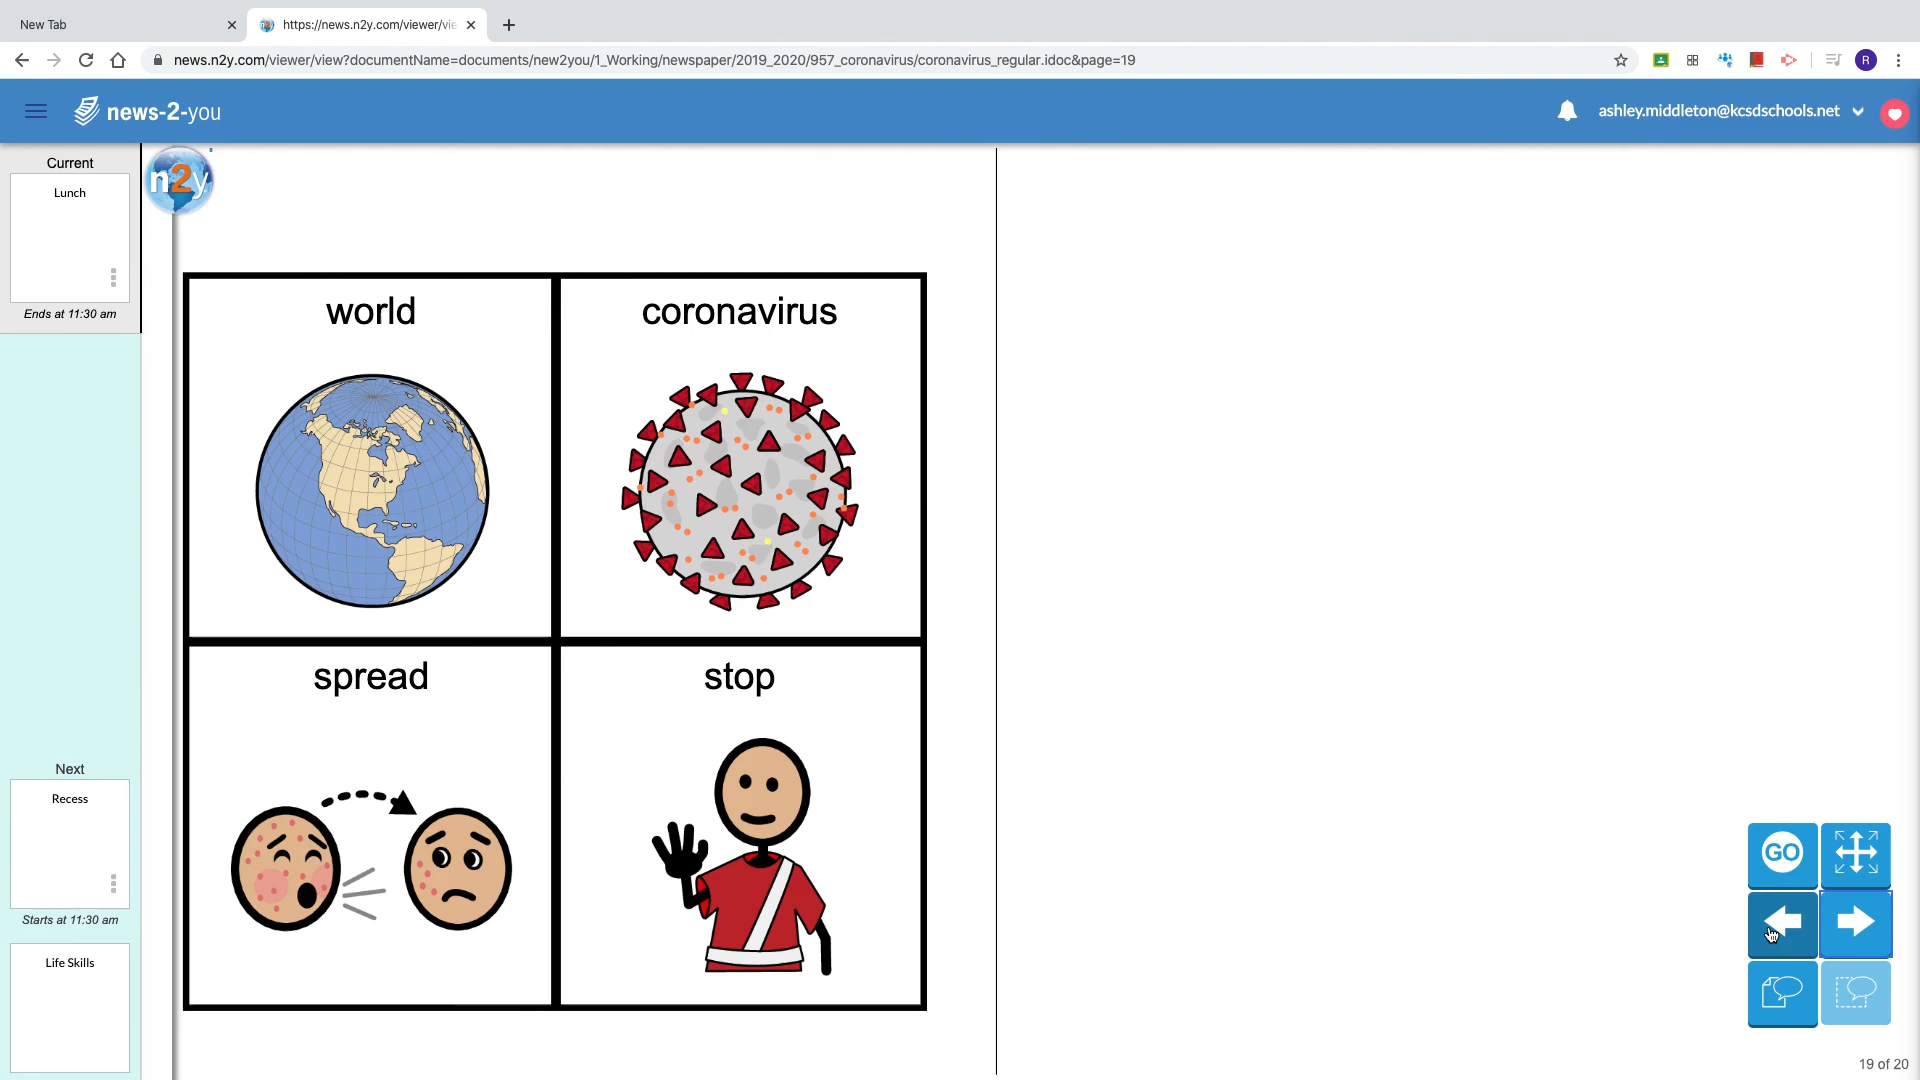 New Tab
https://news.n2y.com/viewer/vie
news.n2y.com/viewer/view?documentName=documents/new2you/1_Working/newspaper/2019_2020/957_coronavirus/coronavirus_regular.idoc&page=19
R
news-2-you
ashley.middleton@kcsdschools.net
Current
Lunch
Ends at 11:30 am
n2y
world
coronavirus
spread
stop
Next
Recess
Starts at 11:30 am
Life Skills
GO
19 of 20